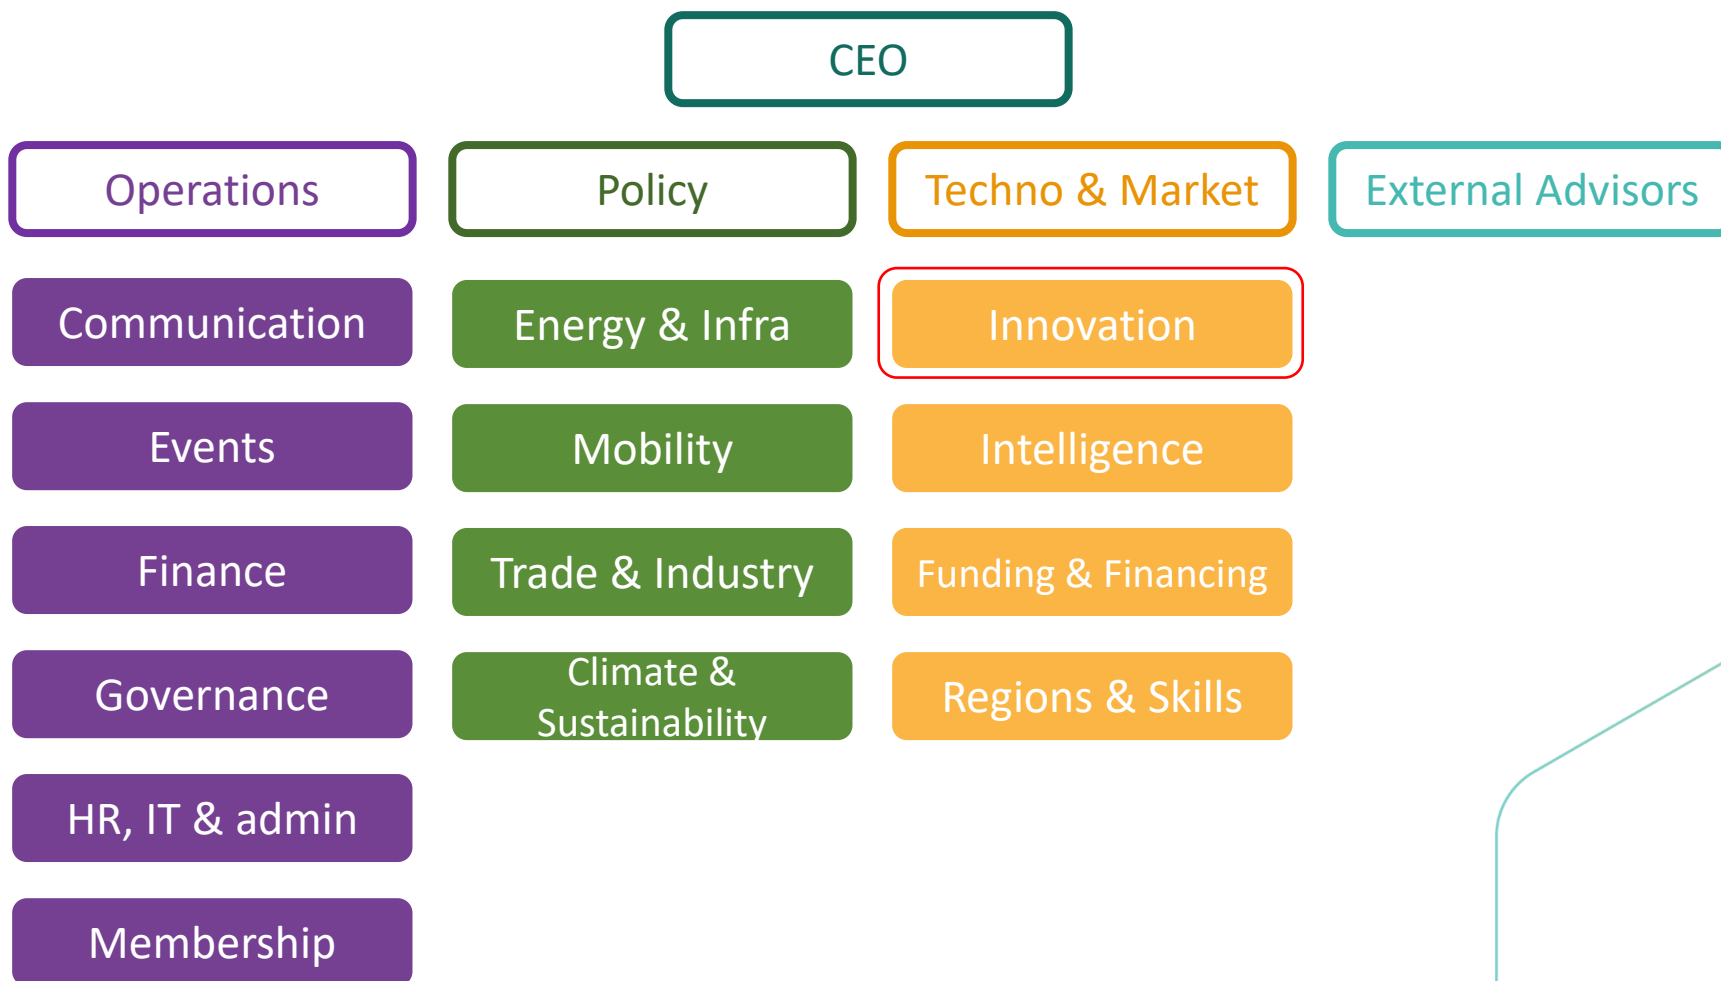 CEO
Operations
Policy
Techno & Market
External Advisors
Communication
Energy & Infra
Innovation
Events
Mobility
Intelligence
Finance
Trade & Industry
Funding & Financing
Governance
Climate &
Sustainability
Regions & Skills
HR, IT & admin
Membership